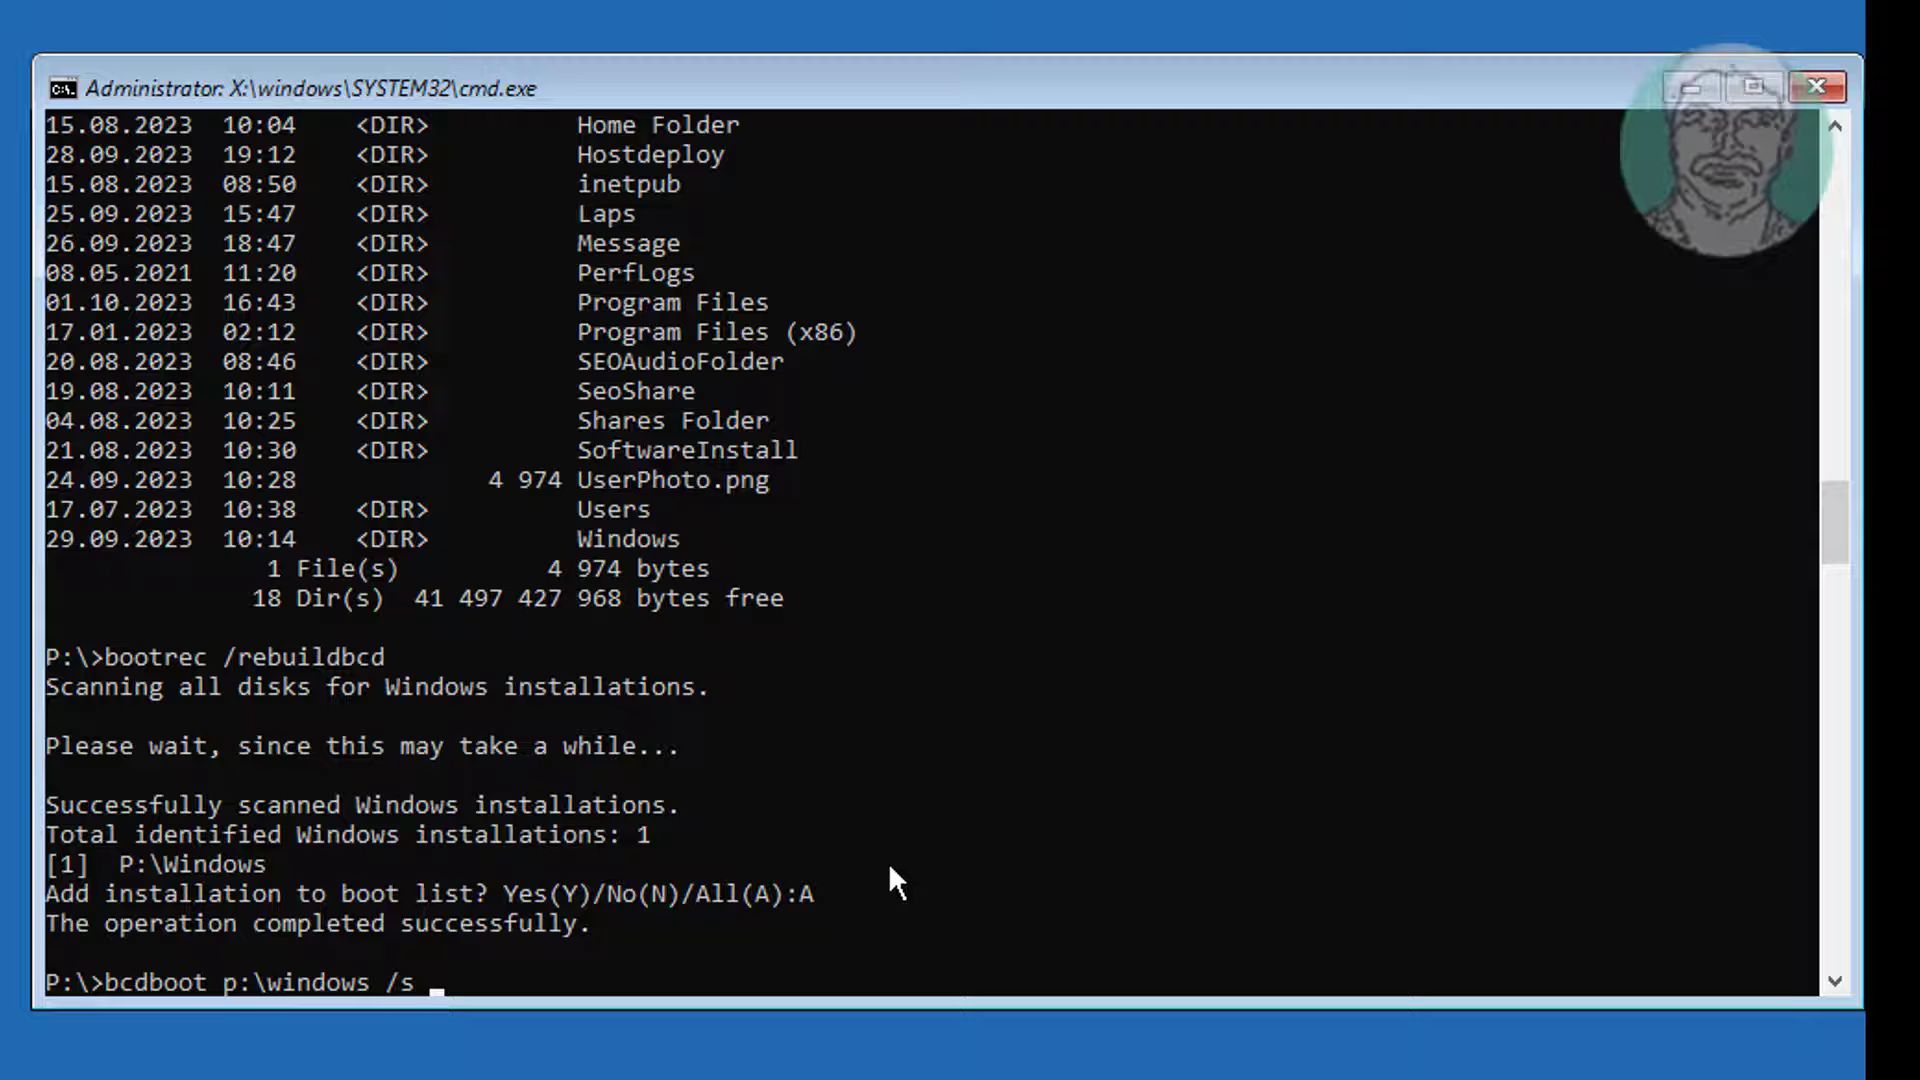 Administrator: X:\windows\SYSTEM32\cmd.exe
15.08.2023  10:04    <DIR>          Home Folder
28.09.2023  19:12    <DIR>          Hostdeploy
15.08.2023  08:50    <DIR>          inetpub
25.09.2023  15:47    <DIR>          Laps
26.09.2023  18:47    <DIR>          Message
08.05.2021  11:20    <DIR>          PerfLogs
01.10.2023  16:43    <DIR>          Program Files
17.01.2023  02:12    <DIR>          Program Files (x86)
20.08.2023  08:46    <DIR>          SEOAudioFolder
19.08.2023  10:11    <DIR>          SeoShare
04.08.2023  10:25    <DIR>          Shares Folder
21.08.2023  10:30    <DIR>          SoftwareInstall
24.09.2023  10:28             4 974 UserPhoto.png
17.07.2023  10:38    <DIR>          Users
29.09.2023  10:14    <DIR>          Windows
1 File(s)          4 974 bytes
18 Dir(s)  41 497 427 968 bytes free
P:\>bootrec /rebuildbcd
Scanning all disks for Windows installations.
Please wait, since this may take a while...
Successfully scanned Windows installations.
Total identified Windows installations: 1
[1]  P:\Windows
Add installation to boot list? Yes(Y)/No(N)/All(A):A
The operation completed successfully.
P:\>bcdboot p:\windows /s